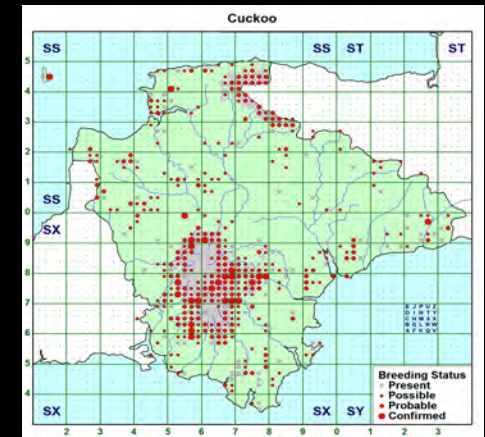 Cuckoo
SS SS ST ST
5
4
3
2
1
SS
0
SX
9
8
7
E J P U Z
D I N T Y
C H M S X
B G L R W
A F K Q V
6
5
Breeding Status
Present
Possible
Probable
Confirmed
4
SX SX SY
2 3 4 5 6 7 8 9 0 1 2 3